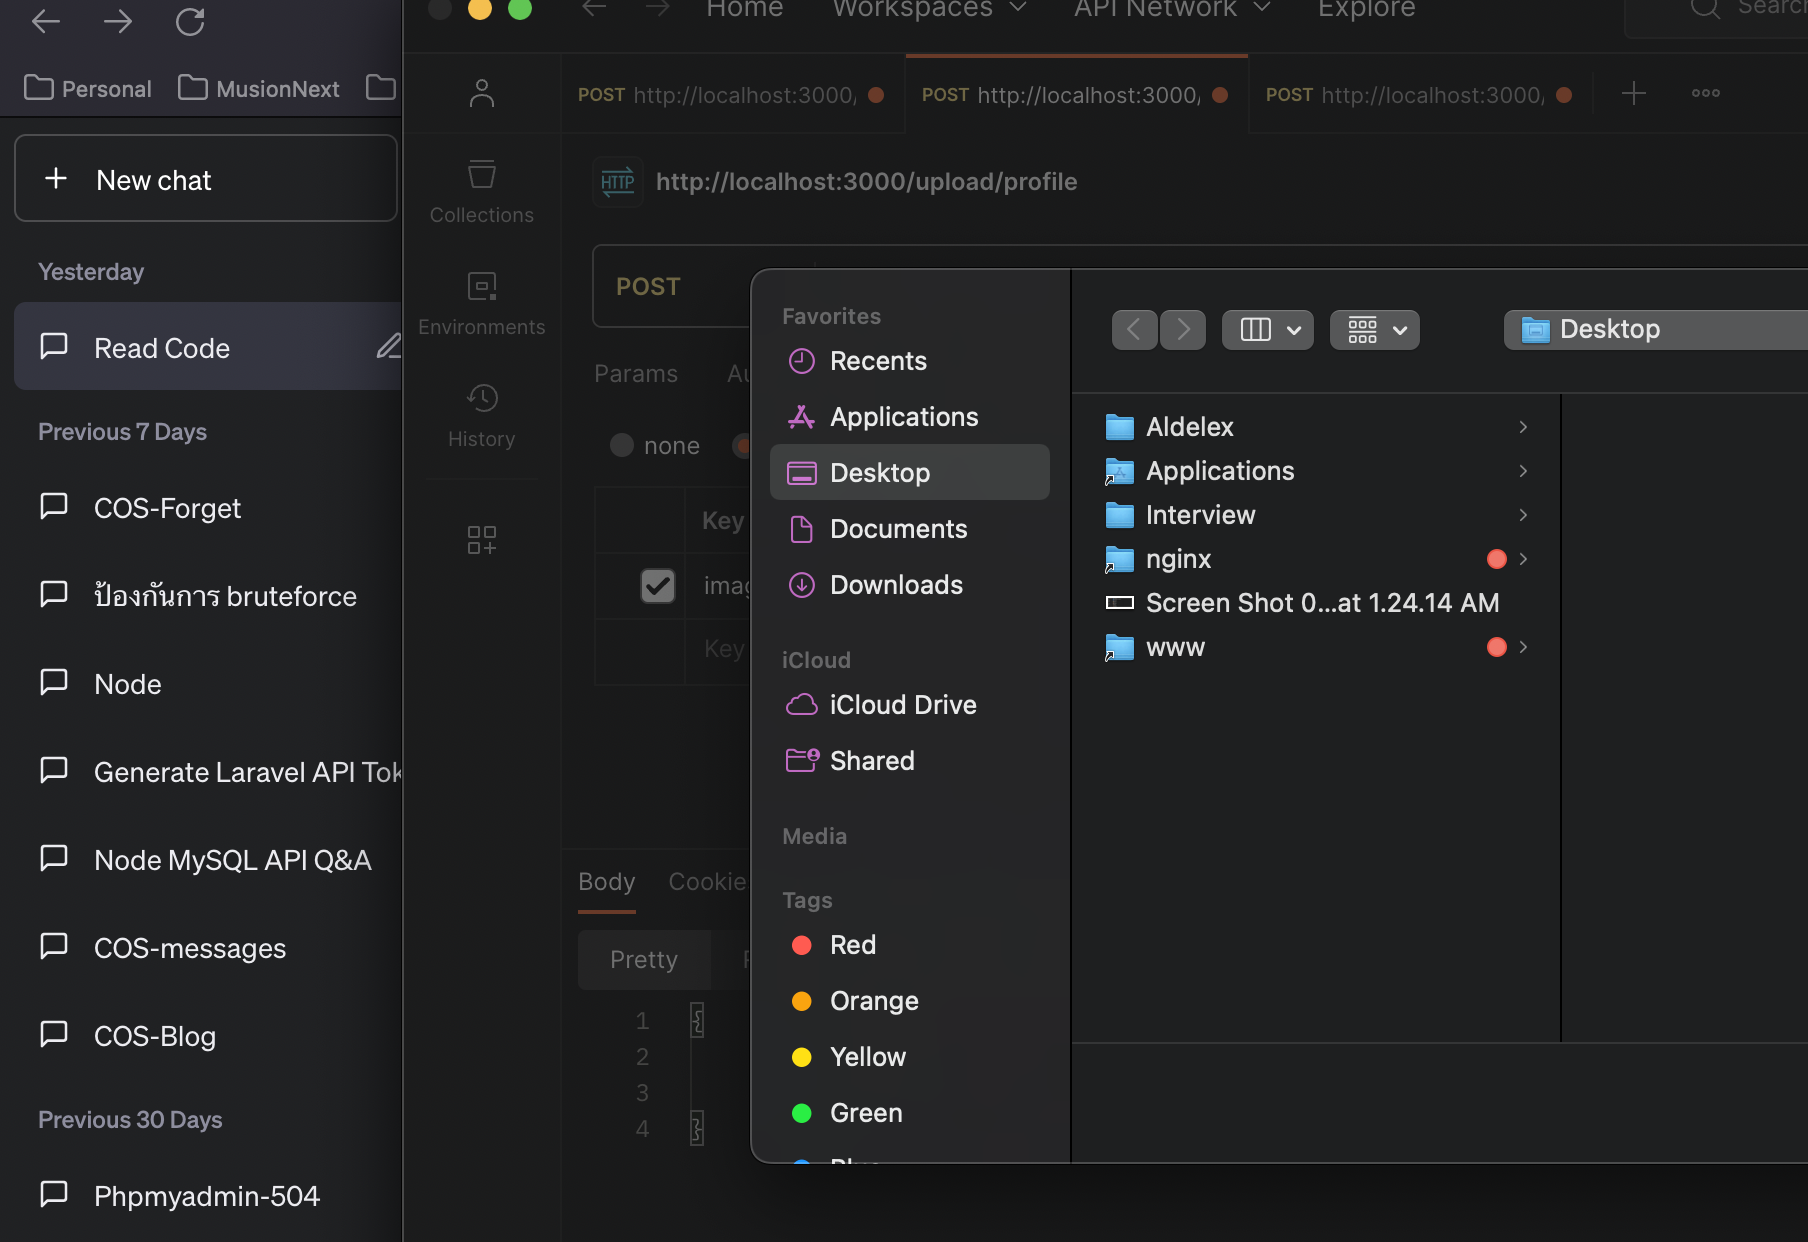 Personal
MusionNext
New chat
Yesterday
Read Code
Previous 7 Days
COS-Forget
ป้องกันการ bruteforce
Node
Generate Laravel API Tok
Node MySQL API Q&A
COS-messages
COS-Blog
Previous 30 Days
Phpmyadmin-504
Home
Workspaces
API Network
Explore
Search
POST http://localhost:3000/
POST http://localhost:3000/
POST http://localhost:3000/
Collections
Environments
History
HTTP
http://localhost:3000/upload/profile
POST
Params
Au
none
Key
imag
Key
Body
Cookie
Pretty
1 {
2
3
4 }
Favorites
Recents
Applications
Desktop
Documents
Downloads
iCloud
iCloud Drive
Shared
Media
Tags
Red
Orange
Yellow
Green
Blue
Desktop
Aldelex
Applications
Interview
nginx
Screen Shot 0...at 1.24.14 AM
www